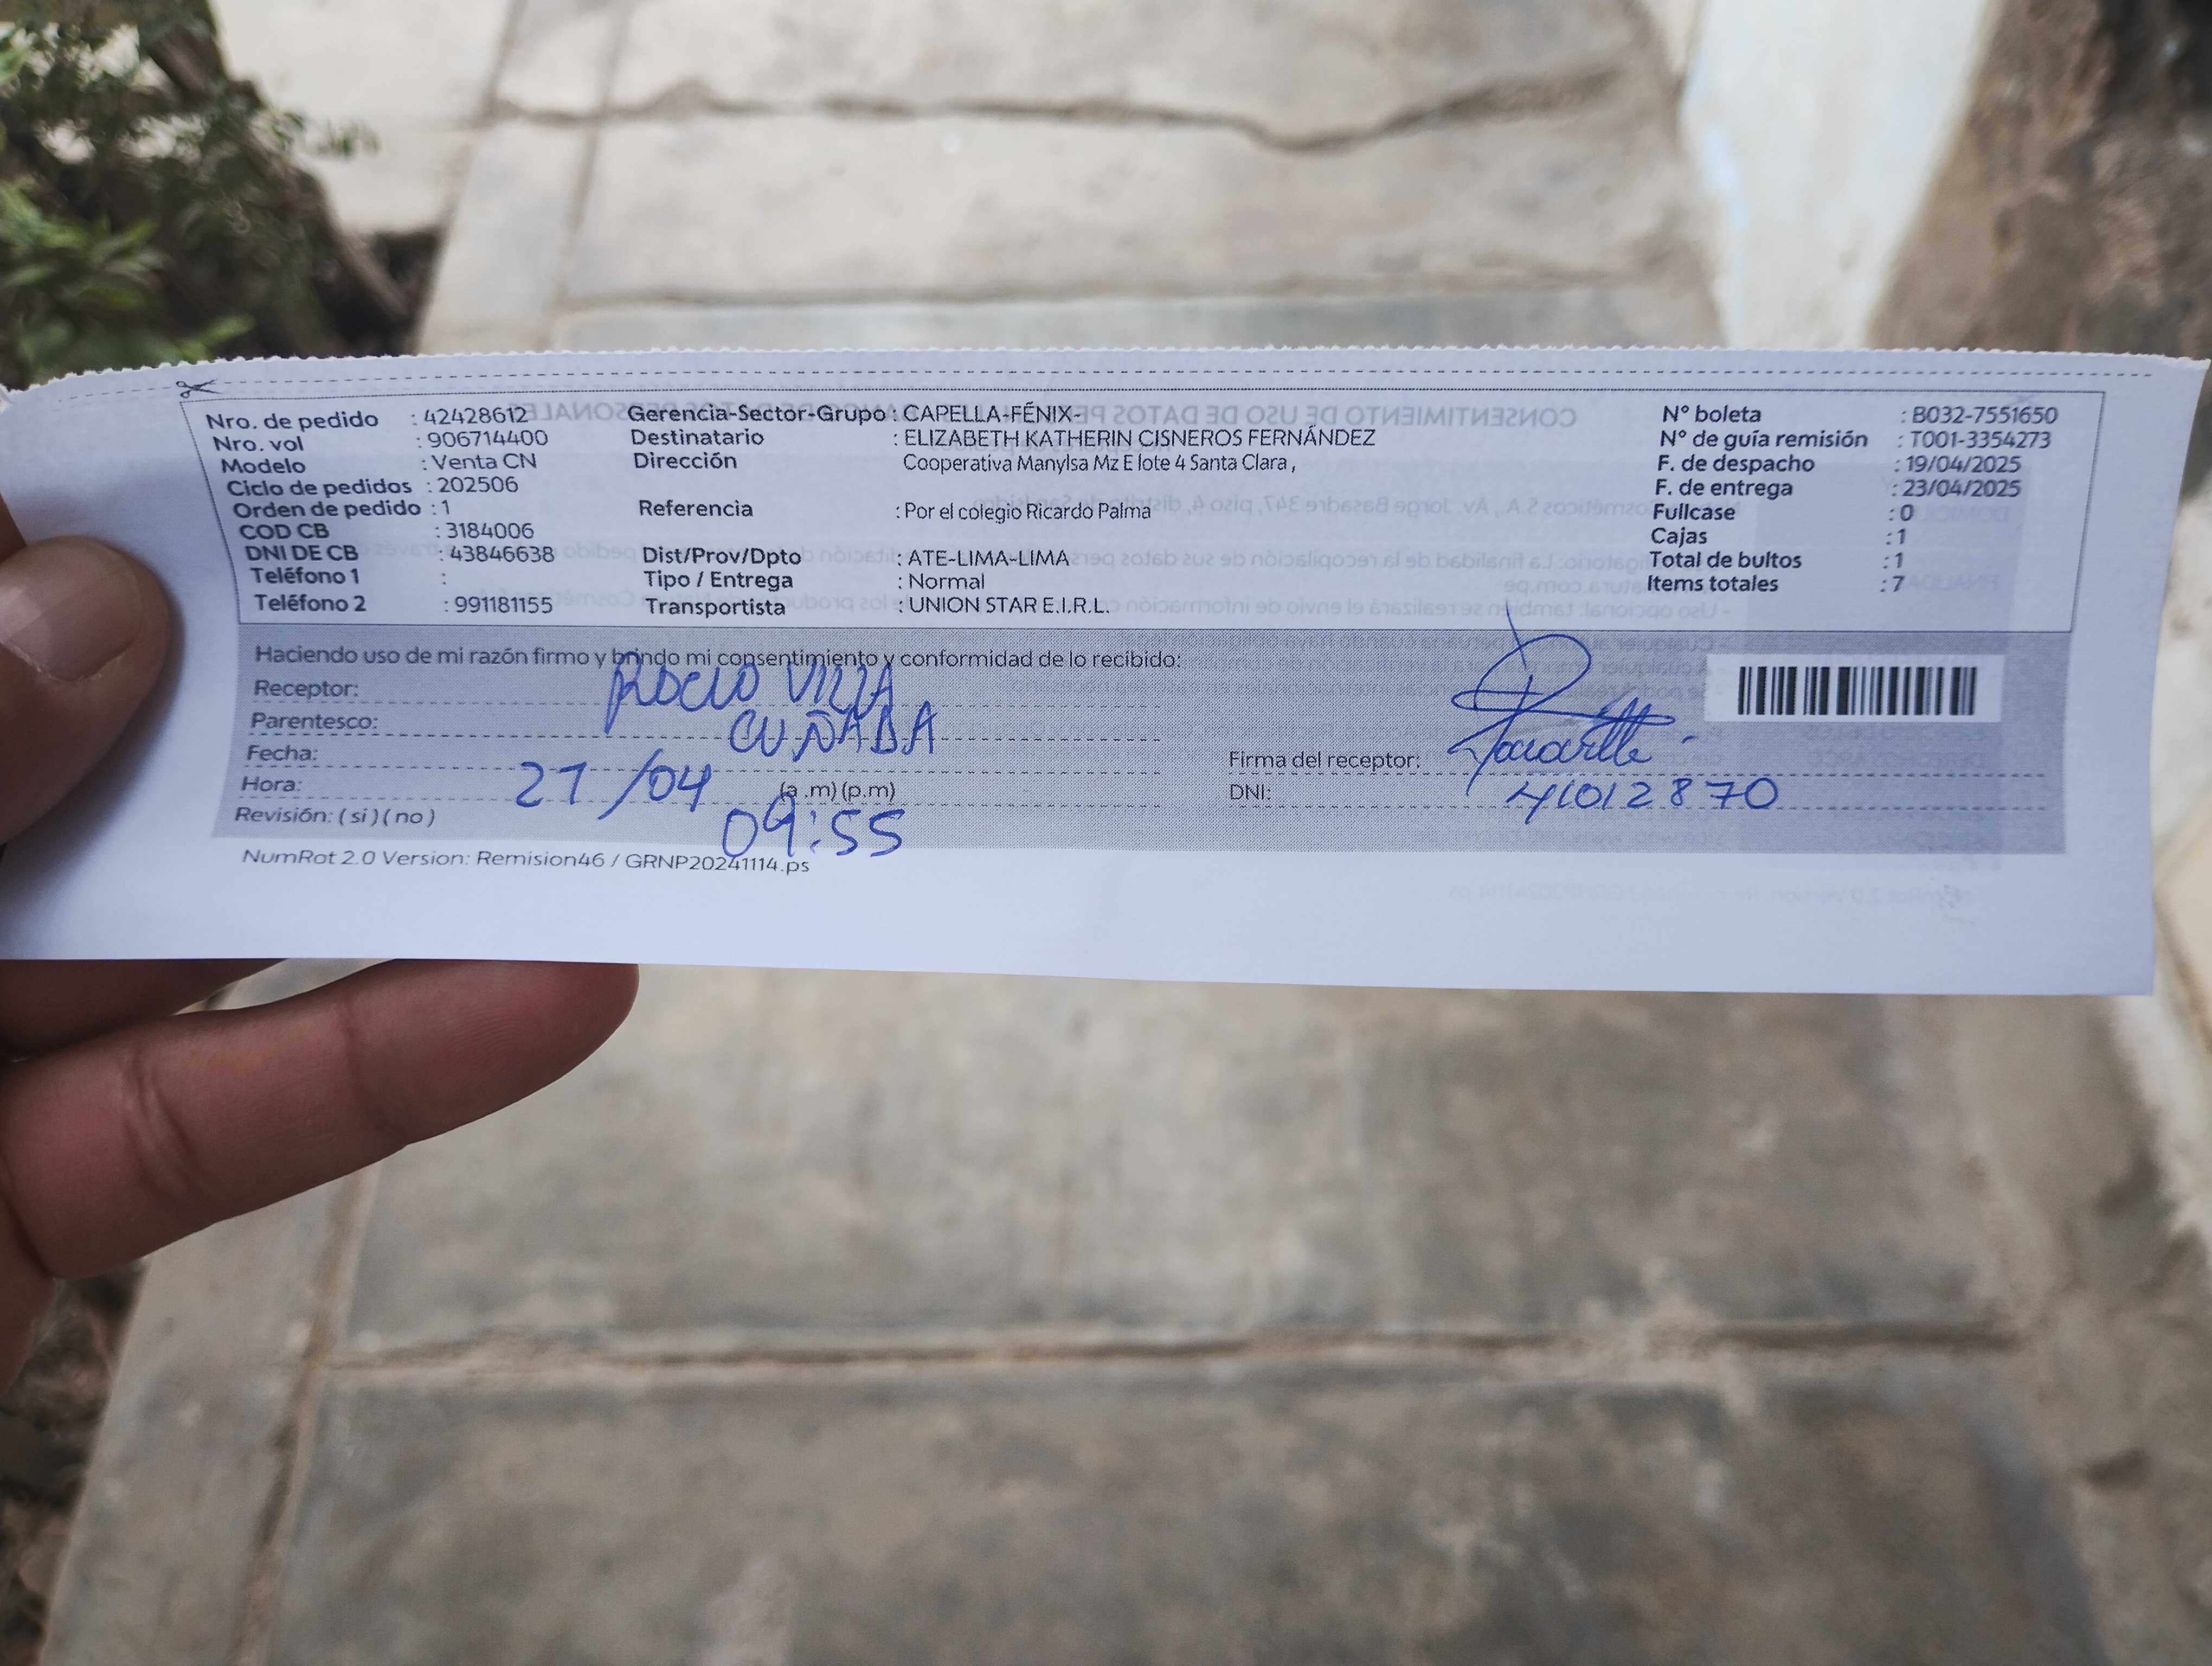 Nro. de pedido : 42428612 Gerencia-Sector-Grupo : CAPELLA-FÉNIX- N° boleta : B032-7551650
Nro. vol : 906714400 Destinatario : ELIZABETH KATHERIN CISNEROS FERNÁNDEZ N° de guía remisión : T001-3354273
Modelo : Venta CN Dirección Cooperativa Manylsa Mz E lote 4 Santa Clara , F. de despacho : 19/04/2025
Ciclo de pedidos : 202506 F. de entrega : 23/04/2025
Orden de pedido : 1 Referencia : Por el colegio Ricardo Palma Fullcase : 0
COD CB : 3184006 Cajas : 1
DNI DE CB : 43846638 Dist/Prov/Dpto : ATE-LIMA-LIMA Total de bultos : 1
Teléfono 1 : Tipo / Entrega : Normal Items totales : 7
Teléfono 2 : 991181155 Transportista : UNION STAR E.I.R.L.
Haciendo uso de mi razón firmo y brindo mi consentimiento y conformidad de lo recibido:
Receptor: ROCIO VILLA
Parentesco: CUÑADA
Fecha: 21/04 Firma del receptor:
Hora: (a .m) (p.m) 09:55 DNI: 41012870
Revisión: ( si ) ( no )
NumRot 2.0 Version: Remision46 / GRNP20241114.ps